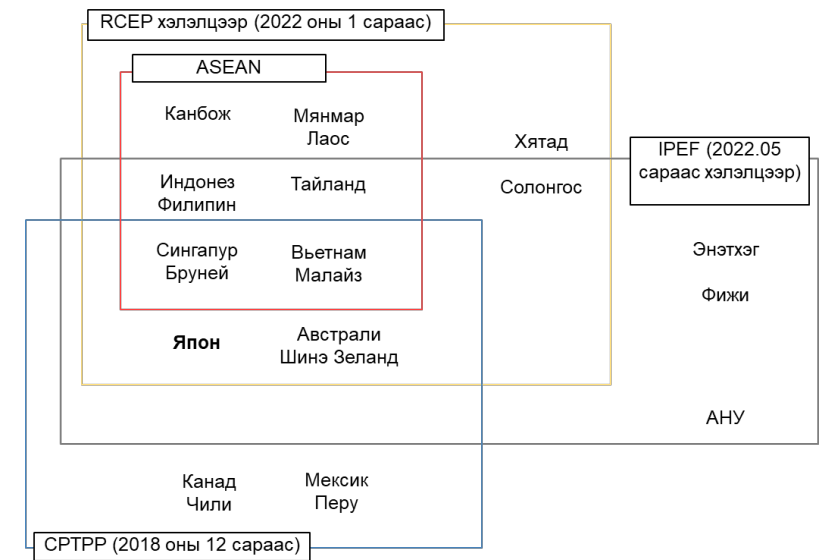 RCEP хэлэлцээр (2022 оны 1 сараас)
ASEAN
Канбож
Мянмар
Лаос
Хятад
IPEF (2022.05
сараас хэлэлцээр)
Индонез
Филипин
Тайланд
Солонгос
Сингапур
Бруней
Вьетнам
Малайз
Энэтхэг
Фижи
Япон
Австрали
Шинэ Зеланд
АНУ
Канад
Чили
Мексик
Перу
CPTPP (2018 оны 12 сараас)